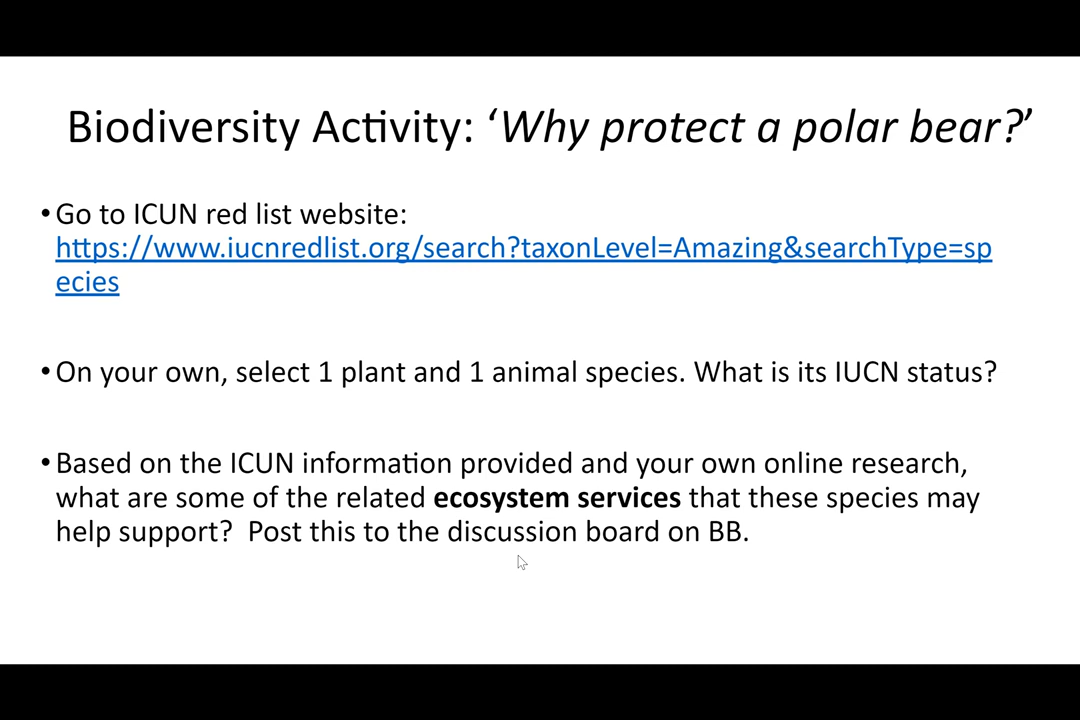 Biodiversity Activity: ‘Why protect a polar bear?’
•Go to ICUN red list website:
https://www.iucnredlist.org/search?taxonLevel=Amazing&searchType=sp
ecies
•On your own, select 1 plant and 1 animal species. What is its IUCN status?
•Based on the ICUN information provided and your own online research,
what are some of the related ecosystem services that these species may
help support?  Post this to the discussion board on BB.